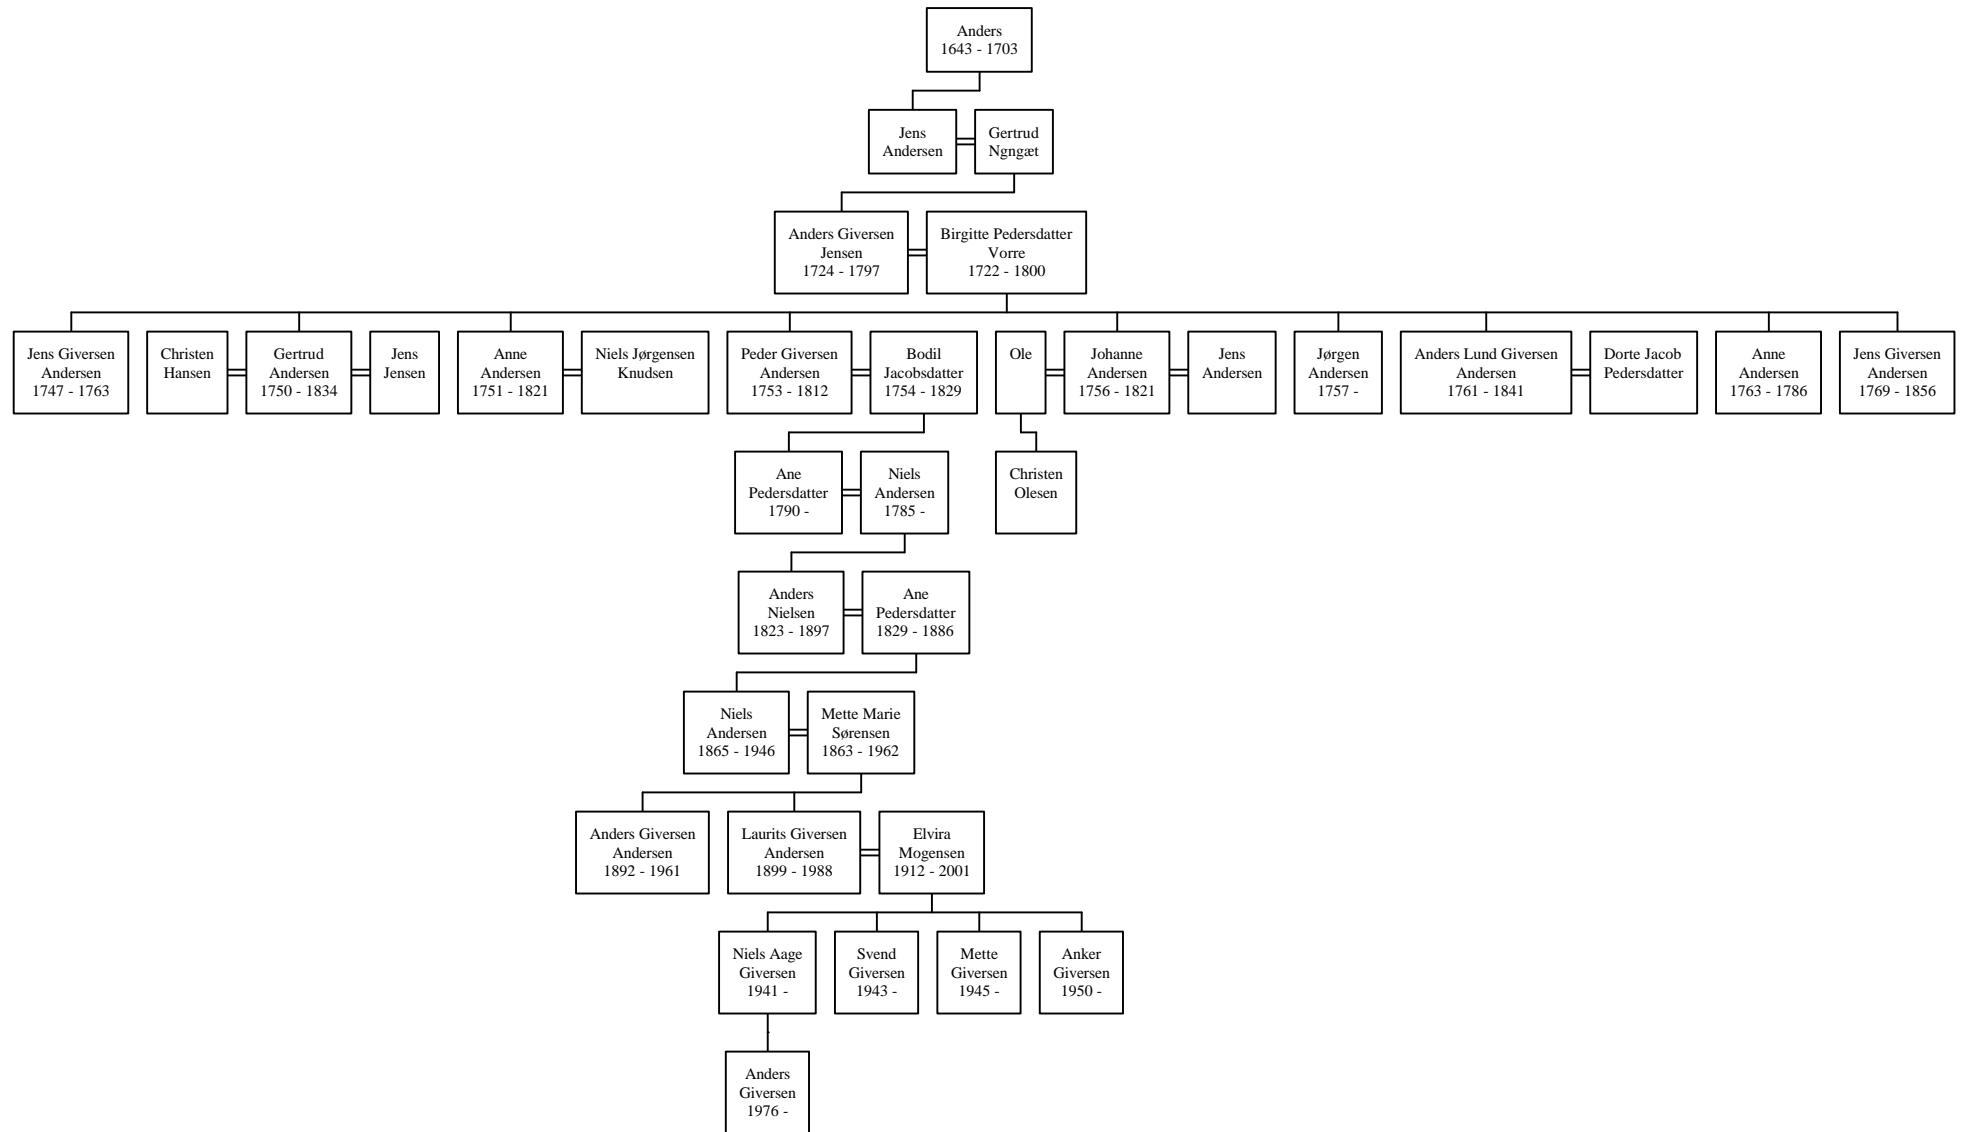 Anders
1643 - 1703
Jens
Andersen
Gertrud
Ngngæt
Anders Giversen
Jensen
1724 - 1797
Birgitte Pedersdatter
Vorre
1722 - 1800
Jens Giversen
Andersen
1747 - 1763
Christen
Hansen
Gertrud
Andersen
1750 - 1834
Jens
Jensen
Anne
Andersen
1751 - 1821
Niels Jørgensen
Knudsen
Peder Giversen
Andersen
1753 - 1812
Bodil
Jacobsdatter
1754 - 1829
Ole
Johanne
Andersen
1756 - 1821
Jens
Andersen
Jørgen
Andersen
1757 -
Anders Lund Giversen
Andersen
1761 - 1841
Dorte Jacob
Pedersdatter
Anne
Andersen
1763 - 1786
Jens Giversen
Andersen
1769 - 1856
Ane
Pedersdatter
1790 -
Niels
Andersen
1785 -
Christen
Olesen
Anders
Nielsen
1823 - 1897
Ane
Pedersdatter
1829 - 1886
Niels
Andersen
1865 - 1946
Mette Marie
Sørensen
1863 - 1962
Anders Giversen
Andersen
1892 - 1961
Laurits Giversen
Andersen
1899 - 1988
Elvira
Mogensen
1912 - 2001
Niels Aage
Giversen
1941 -
Svend
Giversen
1943 -
Mette
Giversen
1945 -
Anker
Giversen
1950 -
Anders
Giversen
1976 -